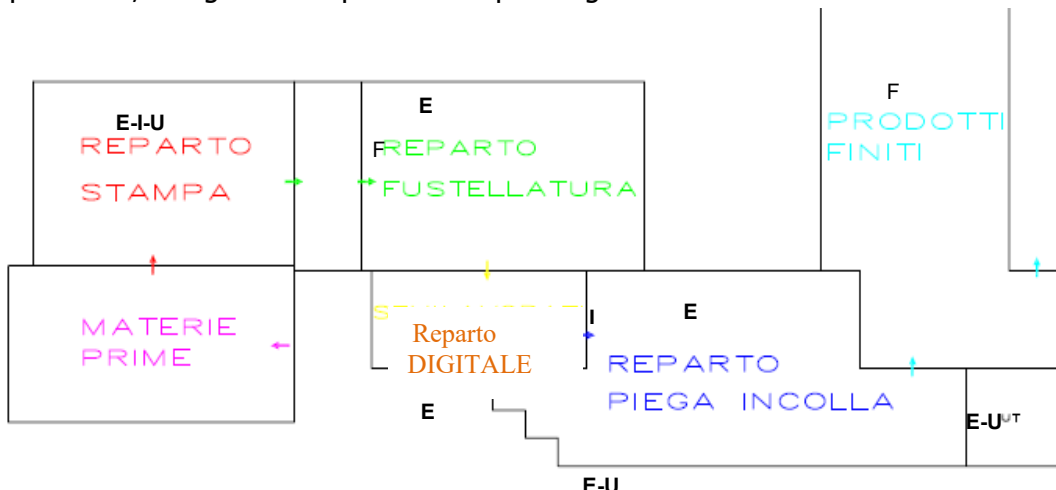 E-I-U
REPARTO
STAMPA
E
F
REPARTO
FUSTELLATURA
F
PRODOTTI
FINITI
MATERIE
PRIME
Reparto
DIGITALE
E
I
E
REPARTO
PIEGA INCOLLA
E-U
E-U